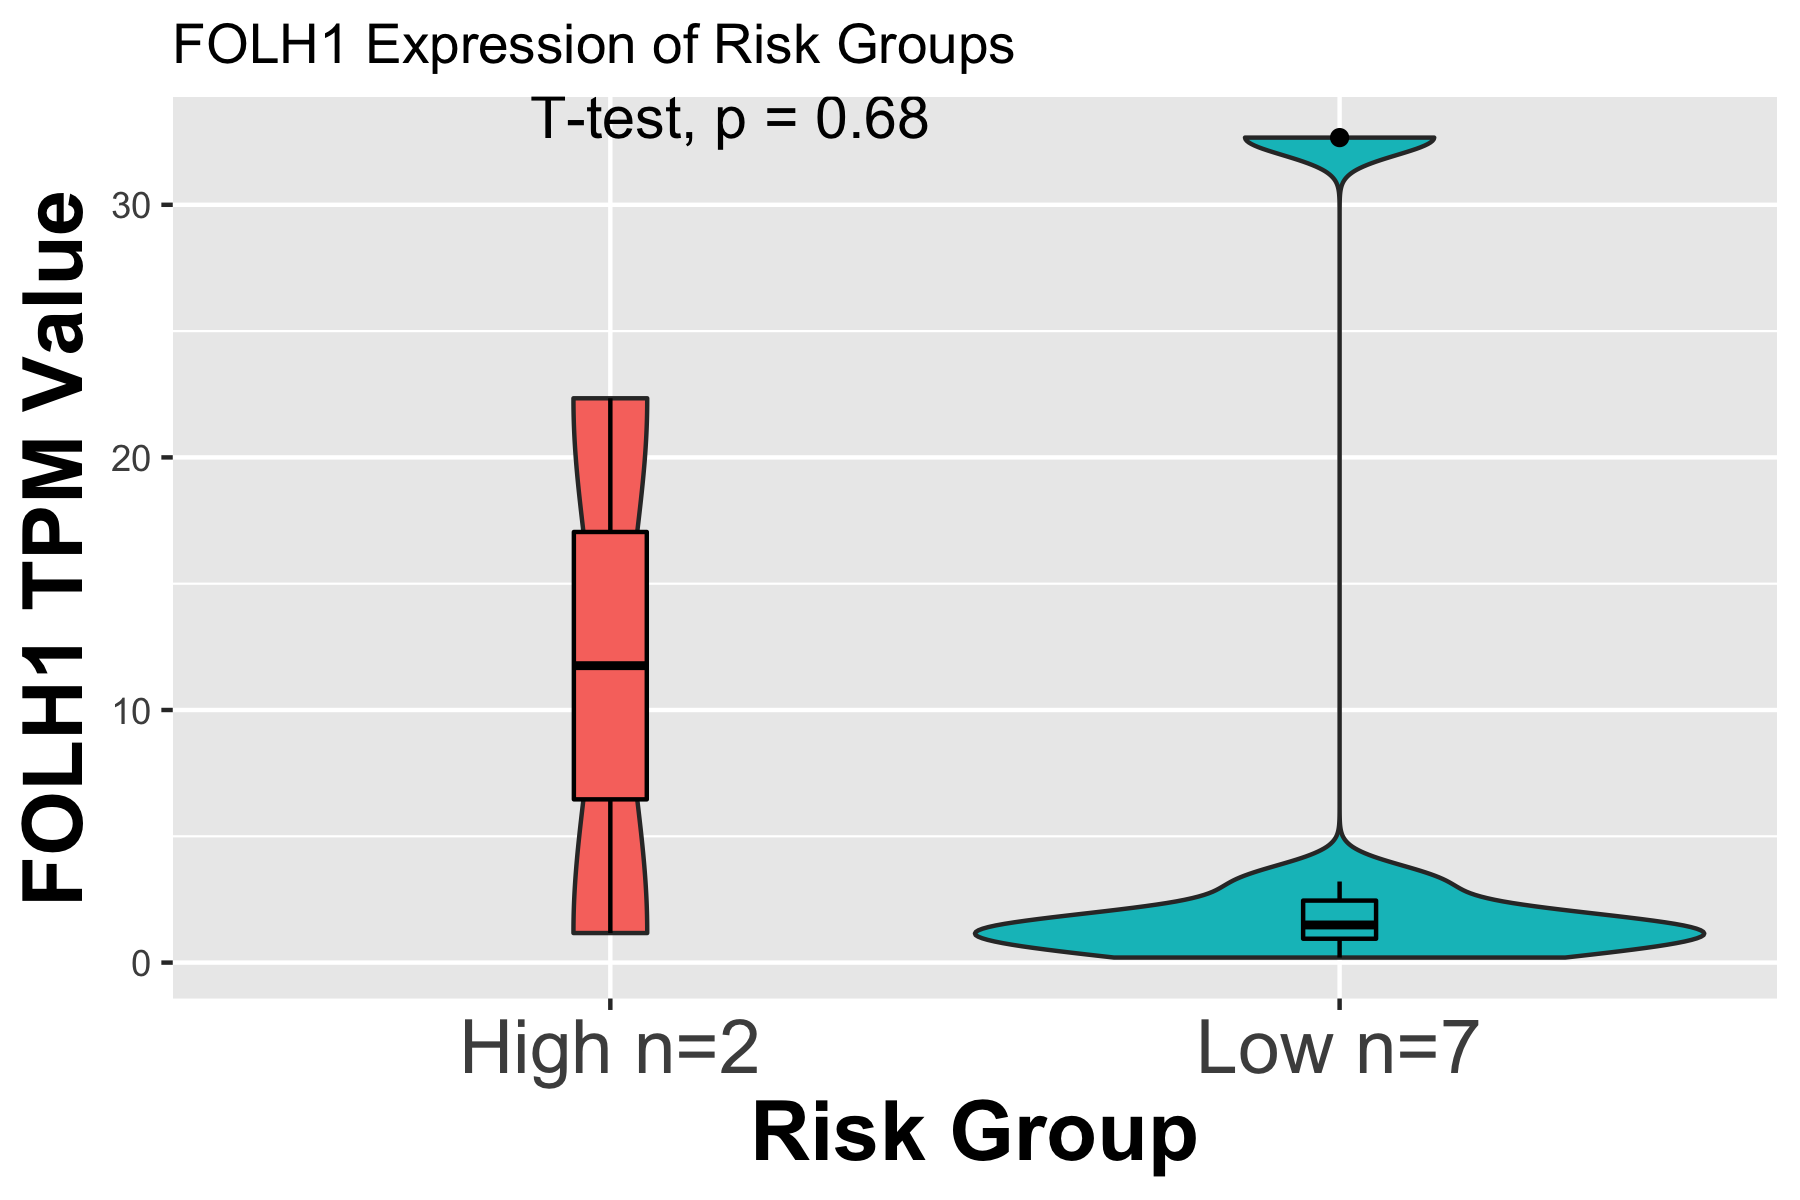 FOLH1 Expression of Risk Groups
T-test, p = 0.68
FOLH1 TPM Value
30
20
10
0
High n=2
Low n=7
Risk Group